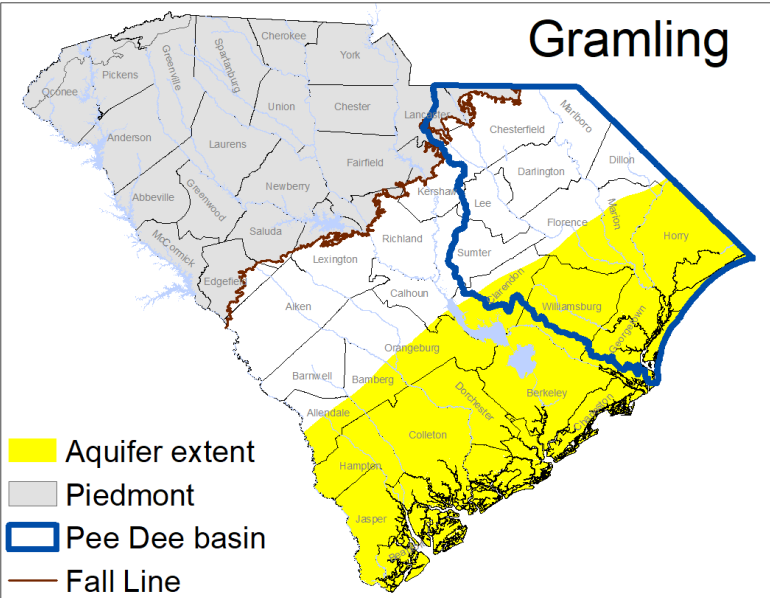 Gramling
Cherokee
York
Spartanburg
Greenville
Pickens
Oconee
Union
Chester
Lancaster
Chesterfield
Marlboro
Anderson
Laurens
Fairfield
Dillon
Darlington
Newberry
Kershaw
Lee
Abbeville
Greenwood
Marion
Florence
Horry
Saluda
Richland
McCormick
Lexington
Sumter
Edgefield
Calhoun
Clarendon
Aiken
Williamsburg
Georgetown
Orangeburg
Barnwell
Bamberg
Berkeley
Dorchester
Allendale
Charleston
Colleton
Hampton
Jasper
Aquifer extent
Piedmont
Pee Dee basin
Fall Line